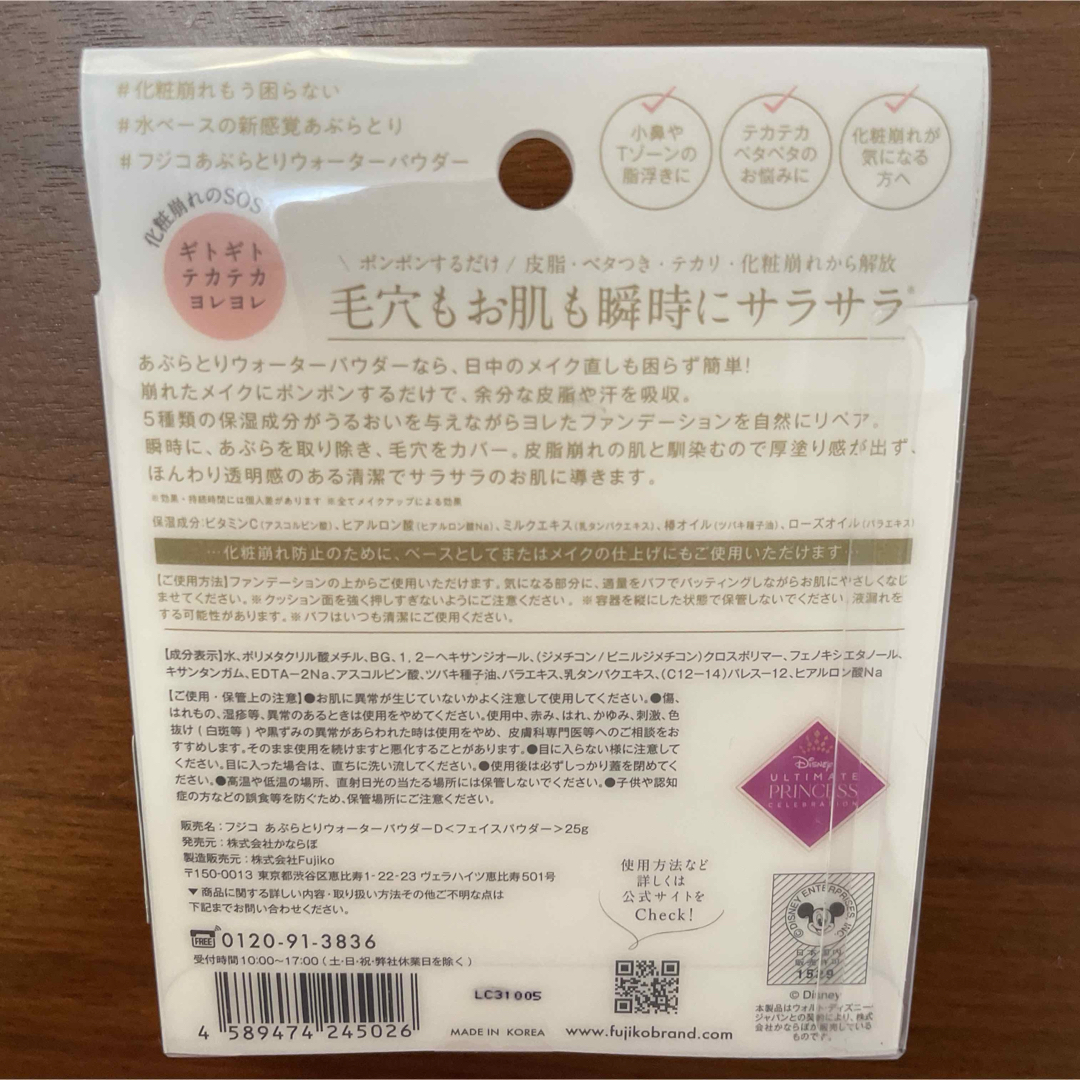 #化粧崩れもう困らない
#水ベースの新感覚あぶらとり
#フジコあぶらとりウォーターパウダー
小鼻や
Tゾーンの
脂浮きに
テカテカ
ベタベタの
お悩みに
化粧崩れが
気になる
方へ
化粧崩れのSOS
ギトギト
テカテカ
ヨレヨレ
\ ポンポンするだけ / 皮脂・ベタつき・テカリ・化粧崩れから解放
毛穴もお肌も瞬時にサラサラ※
あぶらとりウォーターパウダーなら、日中のメイク直しも困らず簡単!
崩れたメイクにポンポンするだけで、余分な皮脂や汗を吸収。
5種類の保湿成分がうるおいを与えながらヨレたファンデーションを自然にリペア。
瞬時に、あぶらを取り除き、毛穴をカバー。皮脂崩れの肌と馴染むので厚塗り感が出ず、
ほんわり透明感のある清潔でサラサラのお肌に導きます。
※効果・持続時間には個人差があります ※全てメイクアップによる効果
保湿成分:ビタミンC(アスコルビン酸)、ヒアルロン酸(ヒアルロン酸Na)、ミルクエキス(乳タンパクエキス)、椿オイル(ツバキ種子油)、ローズオイル(バラエキス)
…化粧崩れ防止のために、ベースとしてまたはメイクの仕上げにもご使用いただけます…
【ご使用方法】ファンデーションの上からご使用いただけます。気になる部分に、適量をパフでパッティングしながらお肌にやさしくなじ
ませてください。※クッション面を強く押しすぎないようにご注意ください。 ※容器を縦にした状態で保管しないでください。液漏れを
する可能性があります。※パフはいつも清潔にご使用ください。
【成分表示】水、ポリメタクリル酸メチル、BG、1,2-ヘキサンジオール、(ジメチコン/ビニルジメチコン)クロスポリマー、フェノキシエタノール、
キサンタンガム、EDTA-2Na、アスコルビン酸、ツバキ種子油、バラエキス、乳タンパクエキス、(C12-14)パレス-12、ヒアルロン酸Na
【ご使用・保管上の注意】●お肌に異常が生じていないかよく注意して使用してください。●傷、
はれもの、湿疹等、異常のあるときは使用をやめてください。使用中、赤み、はれ、かゆみ、刺激、色
抜け(白斑等)や黒ずみの異常があらわれた時は使用をやめ、皮膚科専門医等へのご相談をお
すすめします。そのまま使用を続けますと悪化することがあります。●目に入らない様に注意して
ください。目に入った場合は、直ちに洗い流してください。●使用後は必ずしっかり蓋を閉めてく
ださい。●高温や低温の場所、直射日光の当たる場所には保管しないでください。●子供や認知
症の方などの誤食等を防ぐため、保管場所にご注意ください。
Disney
ULTIMATE
PRINCESS
CELEBRATION
販売名:フジコ あぶらとりウォーターパウダーD<フェイスパウダー>25g
発売元:株式会社かならぼ
製造販売元:株式会社Fujiko
〒150-0013 東京都渋谷区恵比寿1-22-23 ヴェラハイツ恵比寿501号
▼商品に関する詳しい内容・取り扱い方法その他ご不明な点は
下記までお問い合わせください。
FREE 0120-91-3836
受付時間10:00~17:00(土・日・祝・弊社休業日を除く)
使用方法など
詳しくは
公式サイトを
Check!
©DISNEY ENTERPRISES, INC.
日本国内
販売許可
1529
© Disney
本製品はウォルト・ディズニー・
ジャパンとの契約により、株式
会社かならぼが販売している
ものです。
LC31005
4 589474 245026
MADE IN KOREA
www.fujikobrand.com